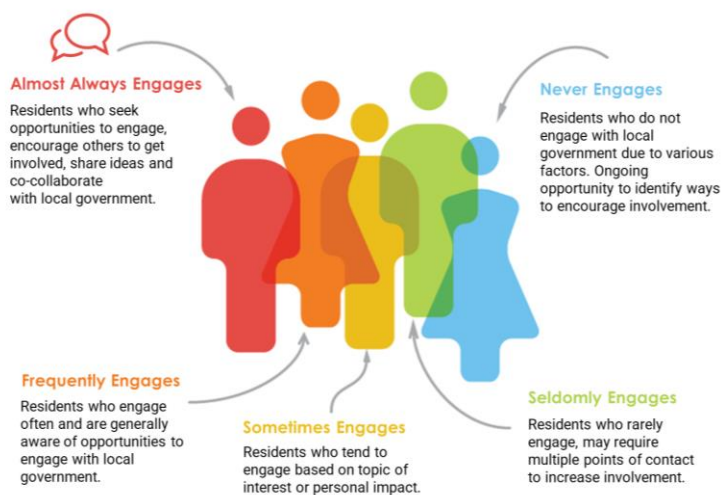 Almost Always Engages
Residents who seek
opportunities to engage,
encourage others to get
involved, share ideas and
co-collaborate
with local government.
Never Engages
Residents who do not
engage with local
government due to various
factors. Ongoing
opportunity to identify ways
to encourage involvement.
Frequently Engages
Residents who engage
often and are generally
aware of opportunities to
engage with local
government.
Sometimes Engages
Residents who tend to
engage based on topic of
interest or personal impact.
Seldomly Engages
Residents who rarely
engage, may require
multiple points of contact
to increase involvement.